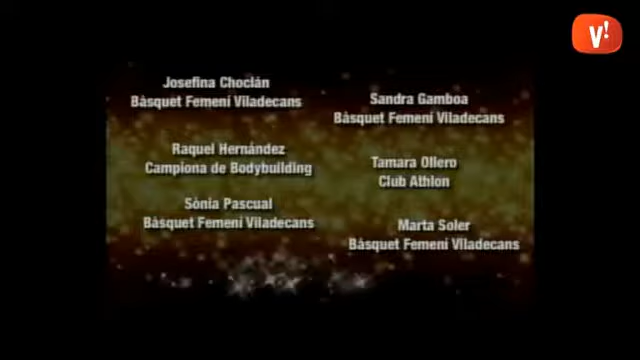 V!
Josefina Choclán
Bàsquet Femení Viladecans
Raquel Hernández
Campiona de Bodybuilding
Sònia Pascual
Bàsquet Femení Viladecans
Sandra Gamboa
Bàsquet Femení Viladecans
Tamara Ollero
Club Athlon
Marta Soler
Bàsquet Femení Viladecans